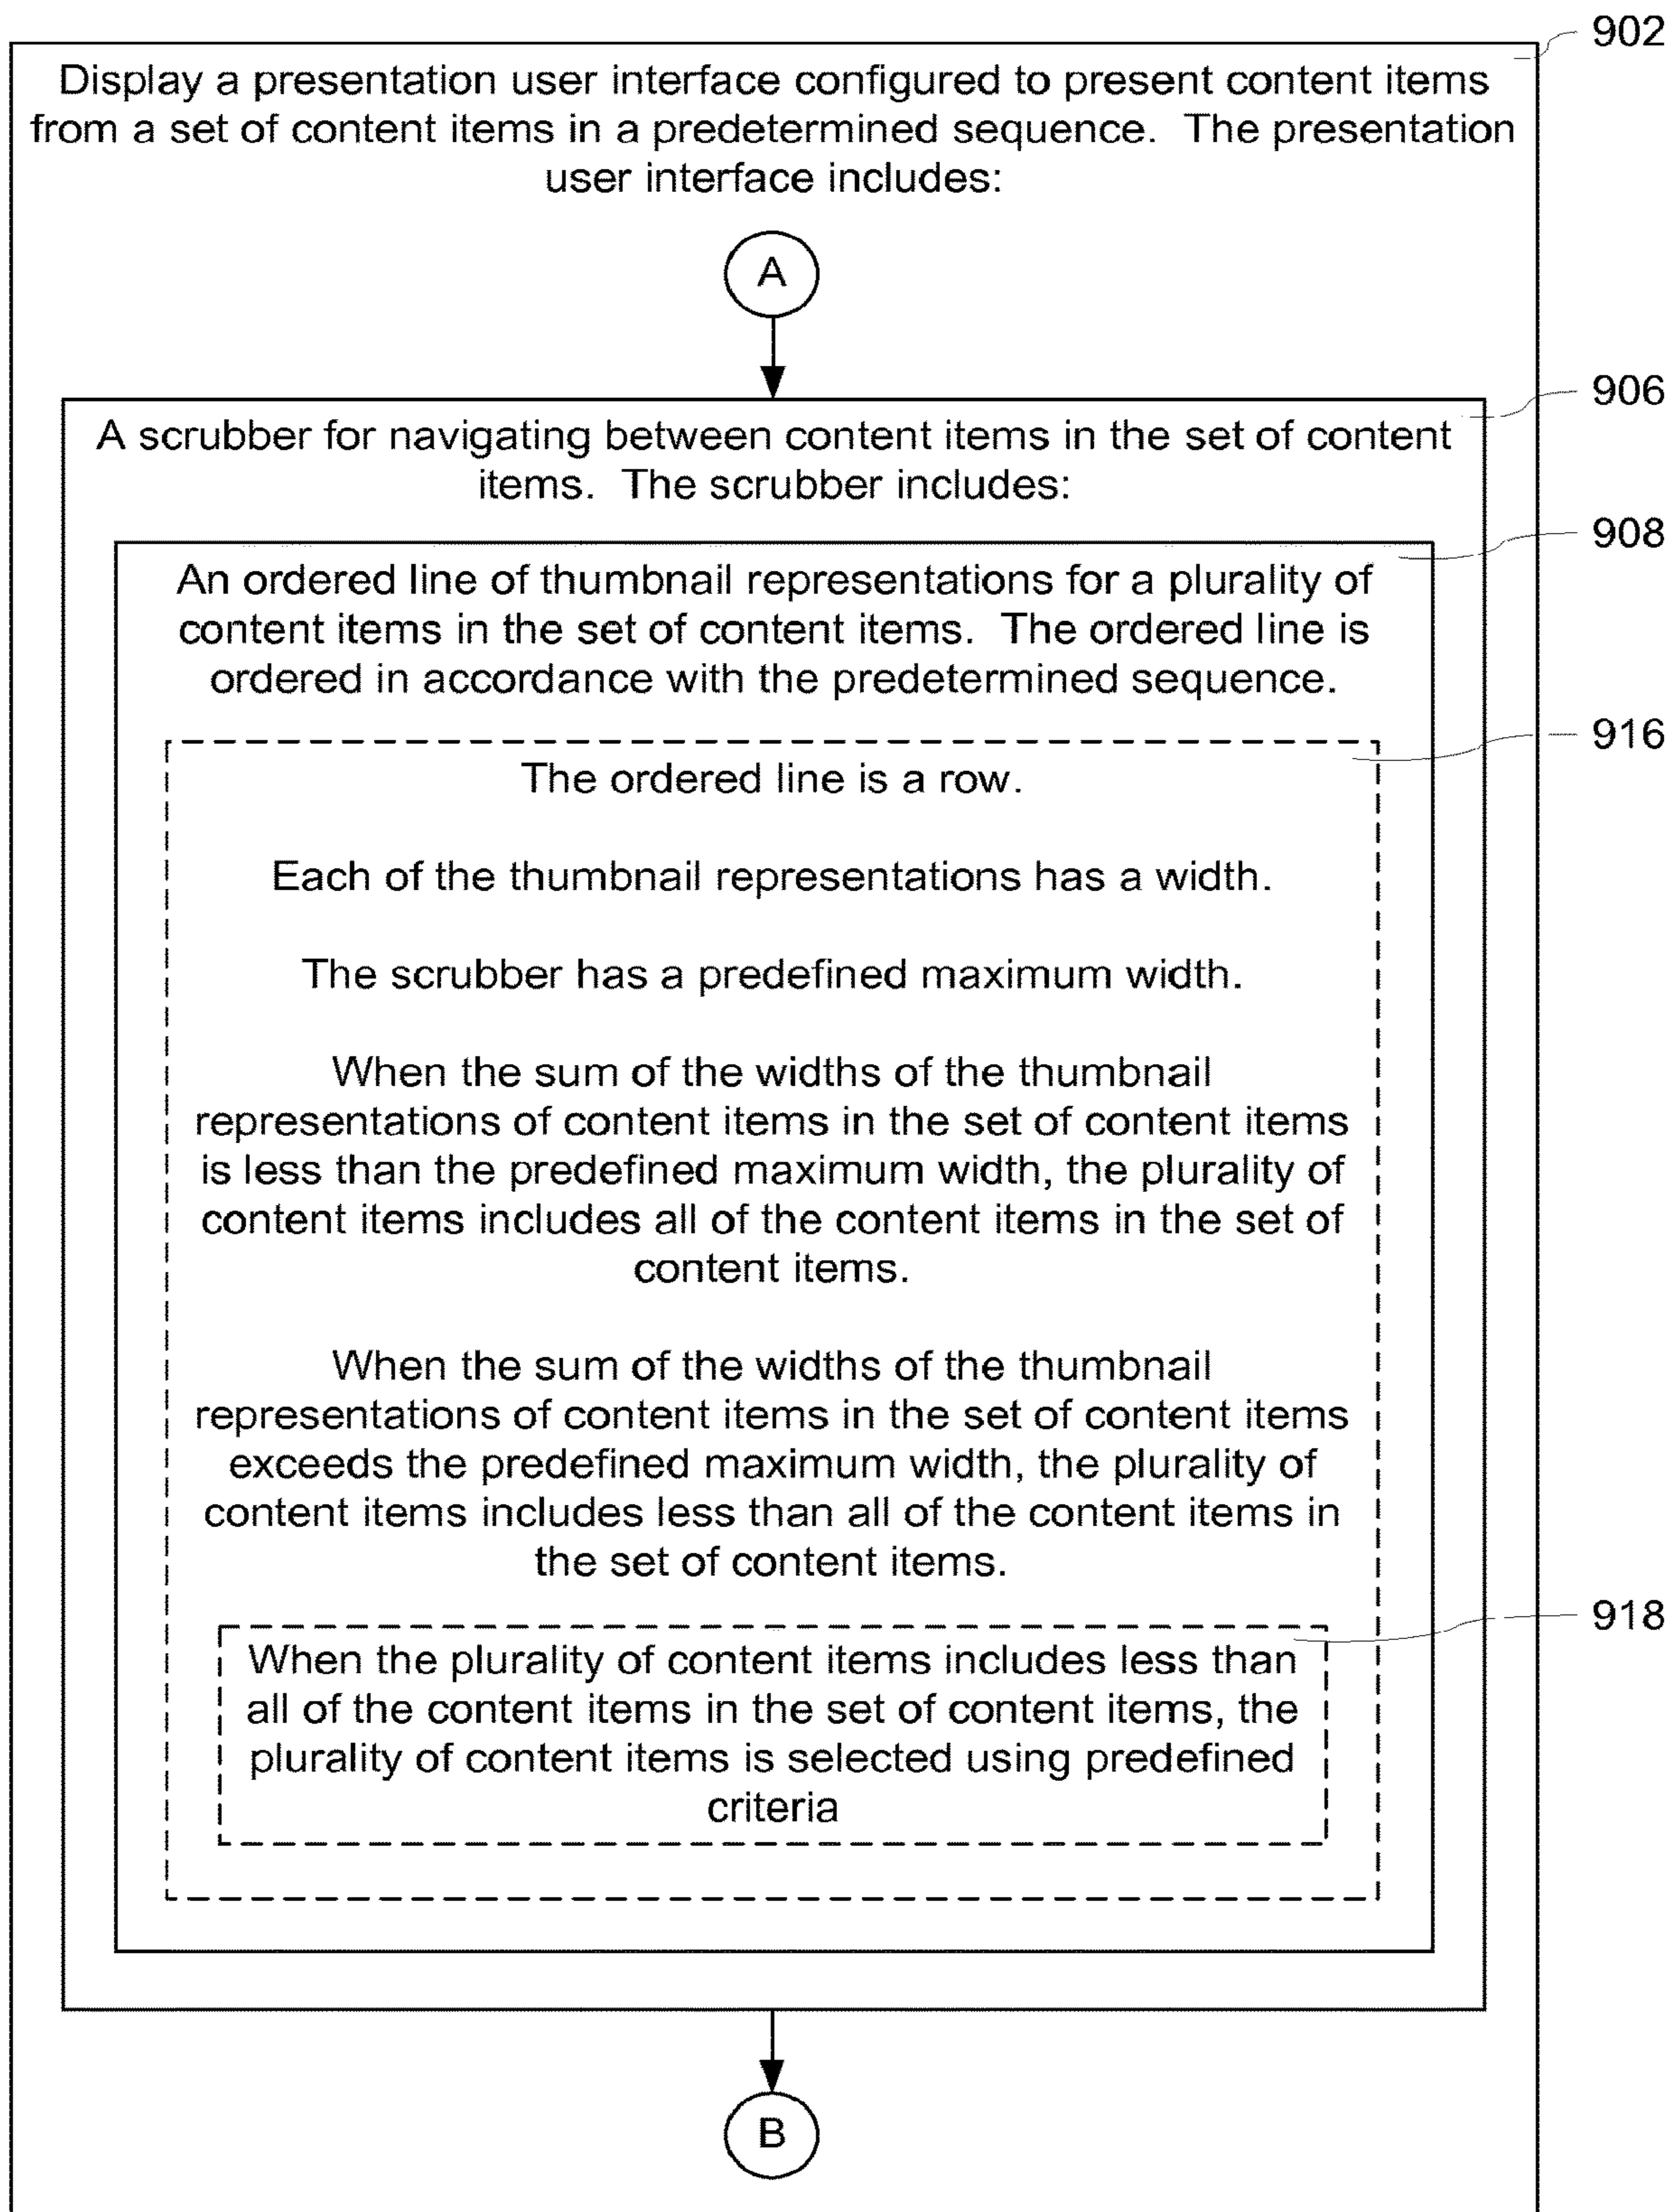 902
Display a presentation user interface configured to present content items
from a set of content items in a predetermined sequence. The presentation
user interface includes:
A
906
A scrubber for navigating between content items in the set of content
items. The scrubber includes:
908
An ordered line of thumbnail representations for a plurality of
content items in the set of content items. The ordered line is
ordered in accordance with the predetermined sequence.
916
The ordered line is a row.
Each of the thumbnail representations has a width.
The scrubber has a predefined maximum width.
When the sum of the widths of the thumbnail
representations of content items in the set of content items
is less than the predefined maximum width, the plurality of
content items includes all of the content items in the set of
content items.
When the sum of the widths of the thumbnail
representations of content items in the set of content items
exceeds the predefined maximum width, the plurality of
content items includes less than all of the content items in
the set of content items.
918
When the plurality of content items includes less than
all of the content items in the set of content items, the
plurality of content items is selected using predefined
criteria
B